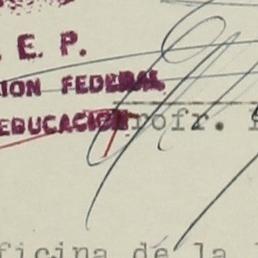 . E. P.
ION FEDERAL
EDUCACION
Profr.
ficina de la